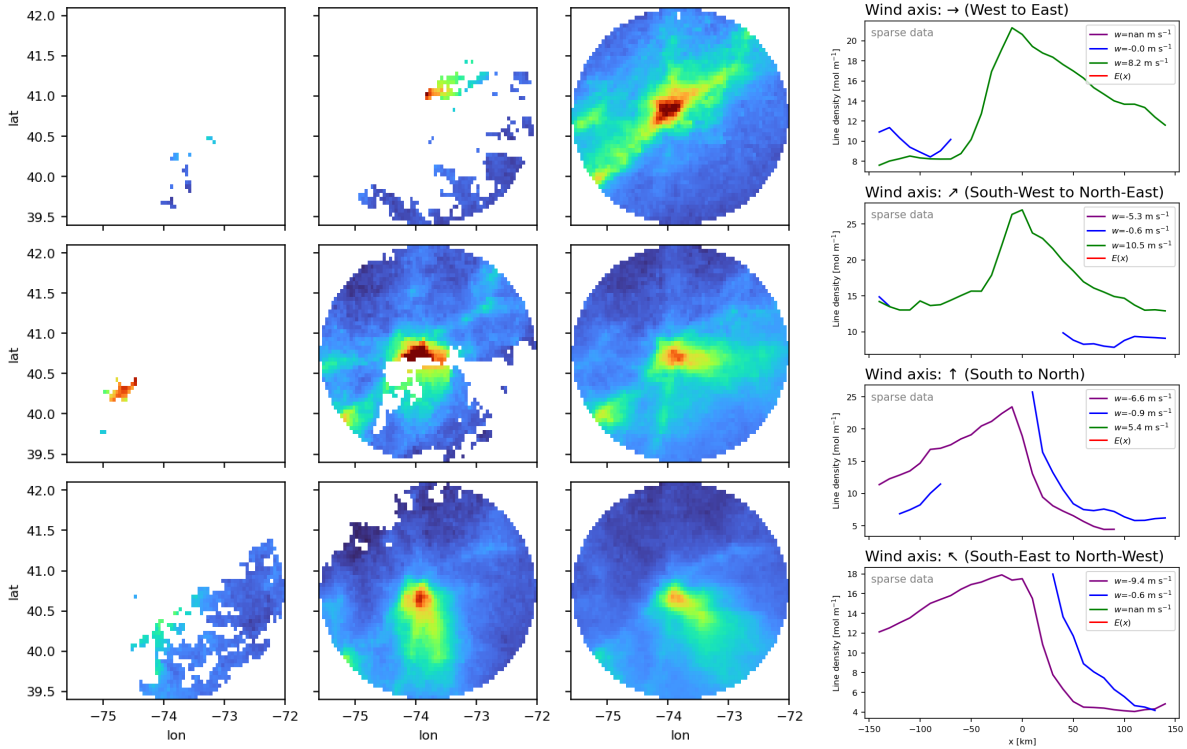 42.0
41.5
41.0
40.5
40.0
39.5
lat
42.0
41.5
41.0
40.5
40.0
39.5
lat
42.0
41.5
41.0
40.5
40.0
39.5
lat
−75 −74 −73 −72
lon
−75 −74 −73 −72
lon
−75 −74 −73 −72
lon
Wind axis: → (West to East)
sparse data
w=nan m s⁻¹
w=-0.0 m s⁻¹
w=8.2 m s⁻¹
E(x)
Line density [mol m⁻¹]
20
18
16
14
12
10
8
Wind axis: ↗ (South-West to North-East)
sparse data
w=-5.3 m s⁻¹
w=-0.6 m s⁻¹
w=10.5 m s⁻¹
E(x)
Line density [mol m⁻¹]
25
20
15
10
Wind axis: ↑ (South to North)
sparse data
w=-6.6 m s⁻¹
w=-0.9 m s⁻¹
w=5.4 m s⁻¹
E(x)
Line density [mol m⁻¹]
25
20
15
10
5
Wind axis: ↖ (South-East to North-West)
sparse data
w=-9.4 m s⁻¹
w=-0.6 m s⁻¹
w=nan m s⁻¹
E(x)
Line density [mol m⁻¹]
18
16
14
12
10
8
6
4
−150 −100 −50 0 50 100 150
x [km]